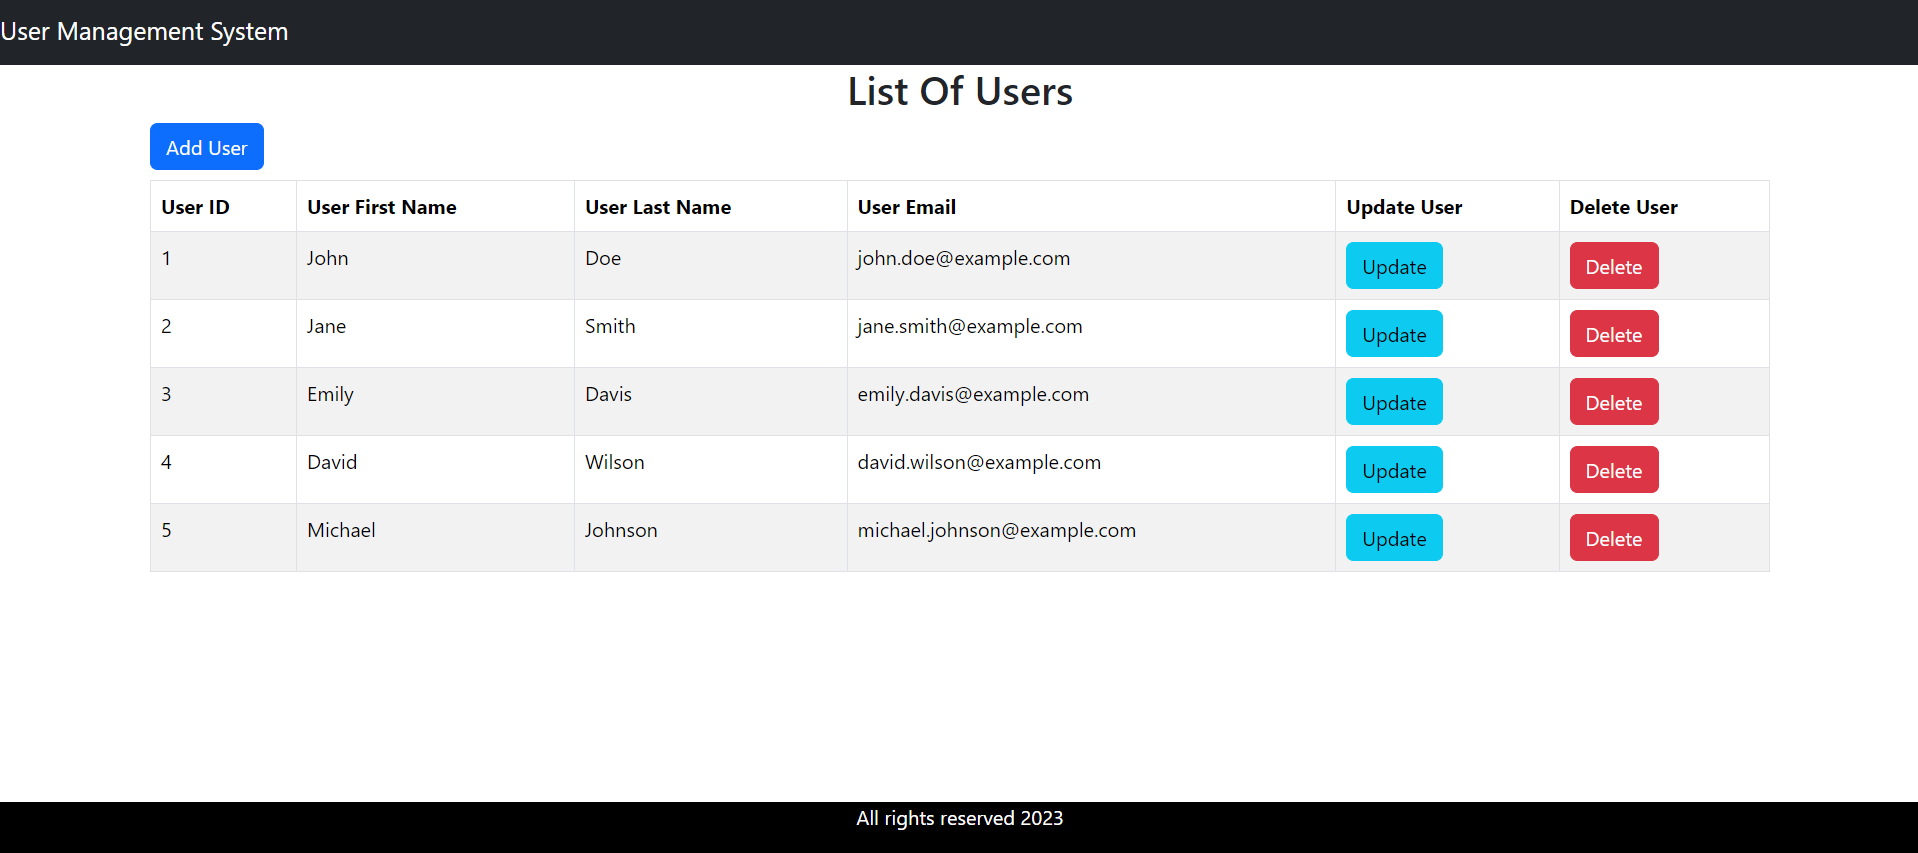 User Management System
List Of Users
Add User
User ID User First Name User Last Name User Email Update User Delete User
1 John Doe john.doe@example.com Update Delete
2 Jane Smith jane.smith@example.com Update Delete
3 Emily Davis emily.davis@example.com Update Delete
4 David Wilson david.wilson@example.com Update Delete
5 Michael Johnson michael.johnson@example.com Update Delete
All rights reserved 2023